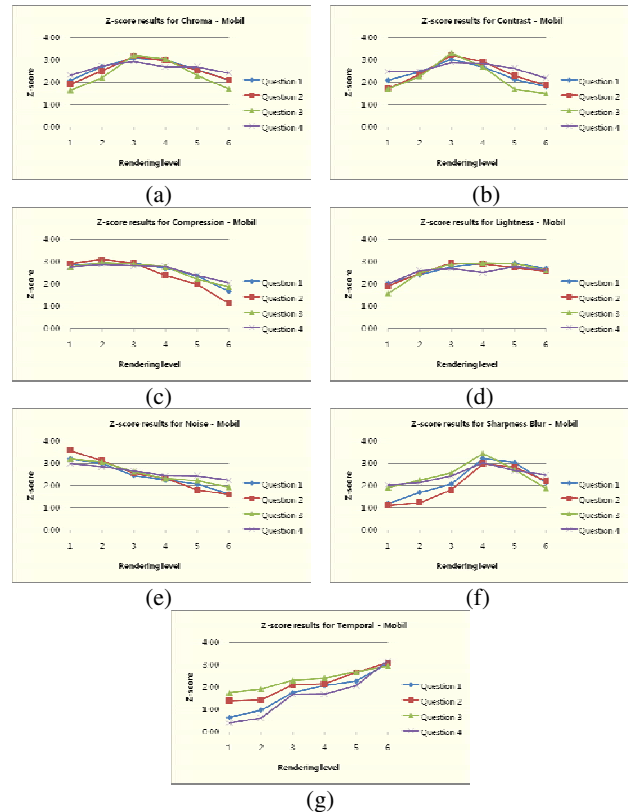 Z-score results for Chroma - Mobil
4.00
3.00
2.00
1.00
0.00
Z-score
1 2 3 4 5 6
Rendering level
Question 1
Question 2
Question 3
Question 4
(a)
Z-score results for Contrast - Mobil
4.00
3.00
2.00
1.00
0.00
Z-score
1 2 3 4 5 6
Rendering level
Question 1
Question 2
Question 3
Question 4
(b)
Z-score results for Compression - Mobil
4.00
3.00
2.00
1.00
0.00
Z-score
1 2 3 4 5 6
Rendering level
Question 1
Question 2
Question 3
Question 4
(c)
Z-score results for Lightness - Mobil
4.00
3.00
2.00
1.00
0.00
Z-score
1 2 3 4 5 6
Rendering level
Question 1
Question 2
Question 3
Question 4
(d)
Z-score results for Noise - Mobil
4.00
3.00
2.00
1.00
0.00
Z-score
1 2 3 4 5 6
Rendering level
Question 1
Question 2
Question 3
Question 4
(e)
Z-score results for Sharpness Blur - Mobil
4.00
3.00
2.00
1.00
0.00
Z-score
1 2 3 4 5 6
Rendering level
Question 1
Question 2
Question 3
Question 4
(f)
Z-score results for Temporal - Mobil
4.00
3.00
2.00
1.00
0.00
Z-score
1 2 3 4 5 6
Rendering level
Question 1
Question 2
Question 3
Question 4
(g)